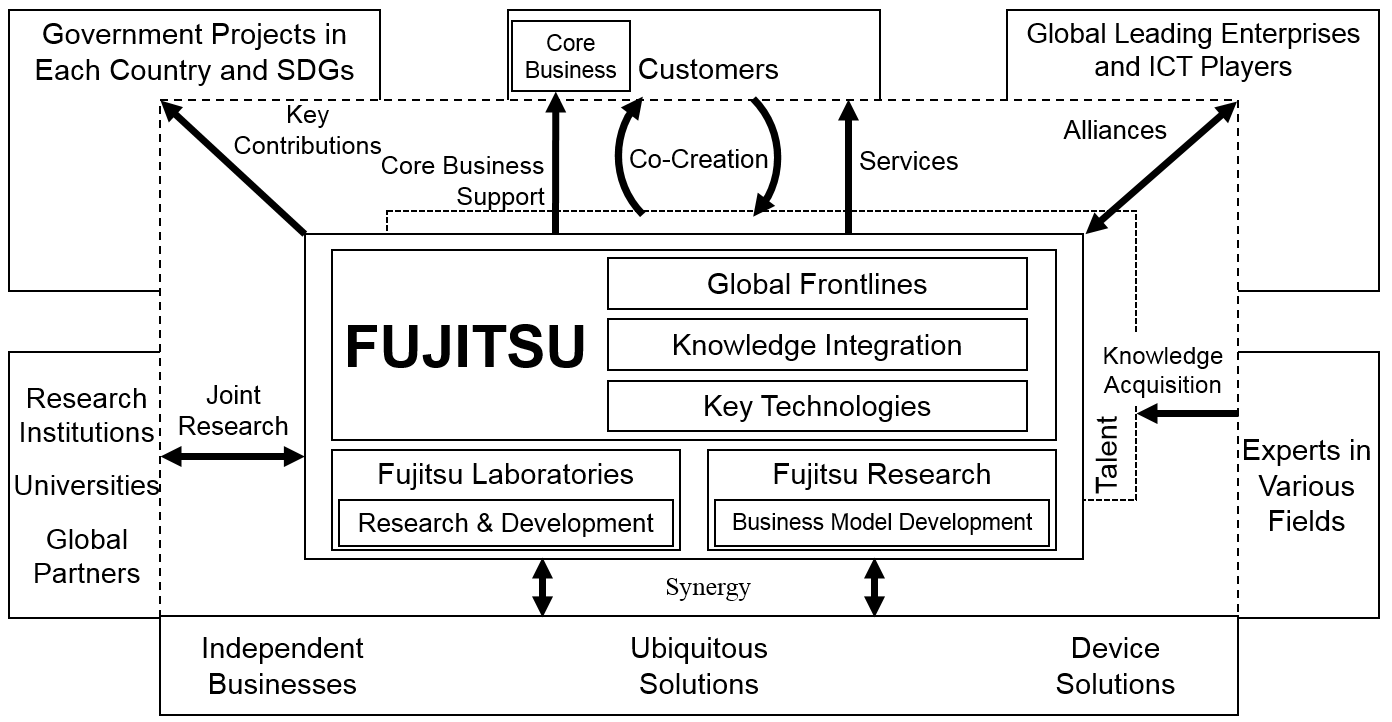 Government Projects in
Each Country and SDGs
Core
Business
Customers
Global Leading Enterprises
and ICT Players
Key
Contributions
Core Business
Support
Co-Creation
Services
Alliances
FUJITSU
Global Frontlines
Knowledge Integration
Key Technologies
Research
Institutions
Universities
Global
Partners
Joint
Research
Knowledge
Acquisition
Talent
Experts in
Various
Fields
Fujitsu Laboratories
Research & Development
Fujitsu Research
Business Model Development
Synergy
Independent
Businesses
Ubiquitous
Solutions
Device
Solutions